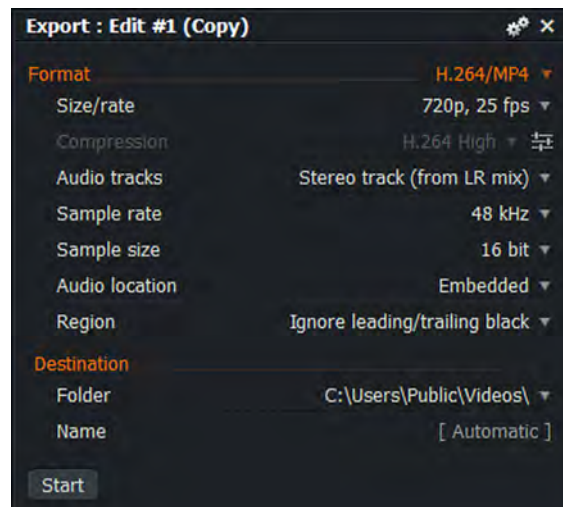 Export : Edit #1 (Copy)
Format H.264/MP4
Size/rate 720p, 25 fps
Compression H.264 High
Audio tracks Stereo track (from LR mix)
Sample rate 48 kHz
Sample size 16 bit
Audio location Embedded
Region Ignore leading/trailing black
Destination
Folder C:\Users\Public\Videos\
Name [ Automatic ]
Start